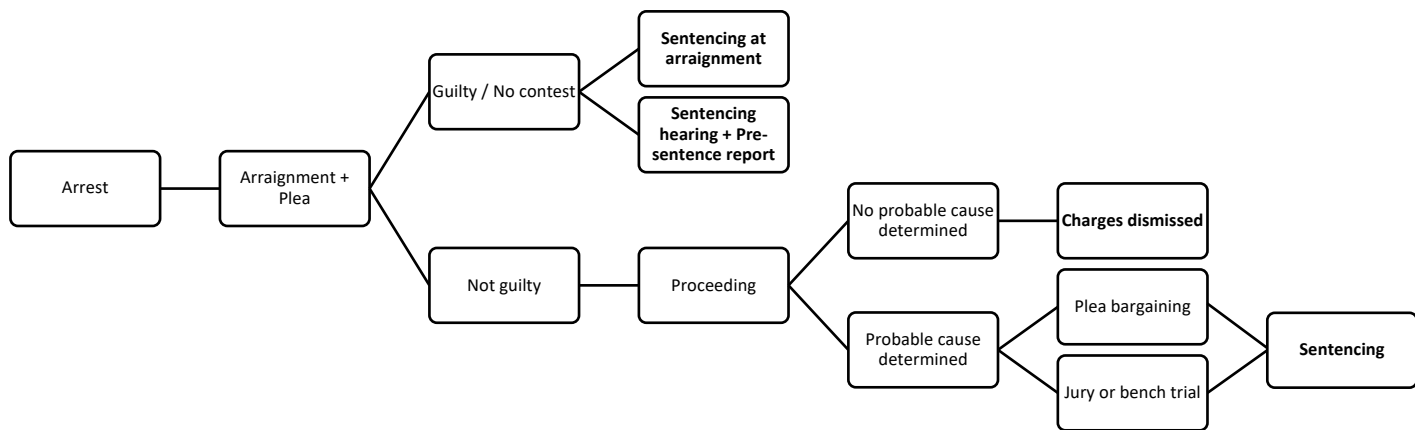 Arrest
Arraignment +
Plea
Guilty / No contest
Sentencing at
arraignment
Sentencing
hearing + Pre-
sentence report
Not guilty
Proceeding
No probable cause
determined
Charges dismissed
Probable cause
determined
Plea bargaining
Jury or bench trial
Sentencing